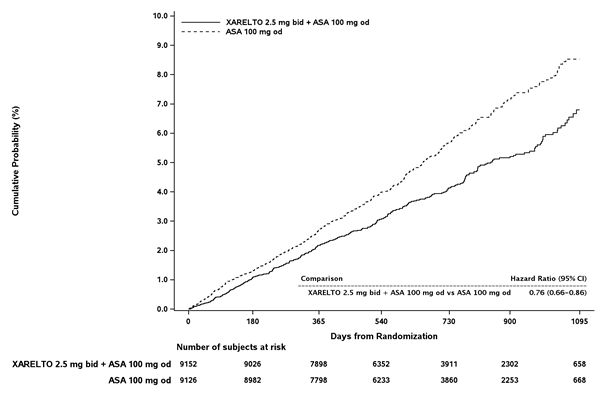 10.0
XARELTO 2.5 mg bid + ASA 100 mg od
ASA 100 mg od
9.0
8.0
7.0
6.0
5.0
4.0
3.0
2.0
1.0
0.0
Cumulative Probability (%)
Comparison Hazard Ratio (95% CI)
XARELTO 2.5 mg bid + ASA 100 mg od vs ASA 100 mg od 0.76 (0.66–0.86)
0 180 365 540 730 900 1095
Days from Randomization
Number of subjects at risk
XARELTO 2.5 mg bid + ASA 100 mg od 9152 9026 7898 6352 3911 2302 658
ASA 100 mg od 9126 8982 7798 6233 3860 2253 668